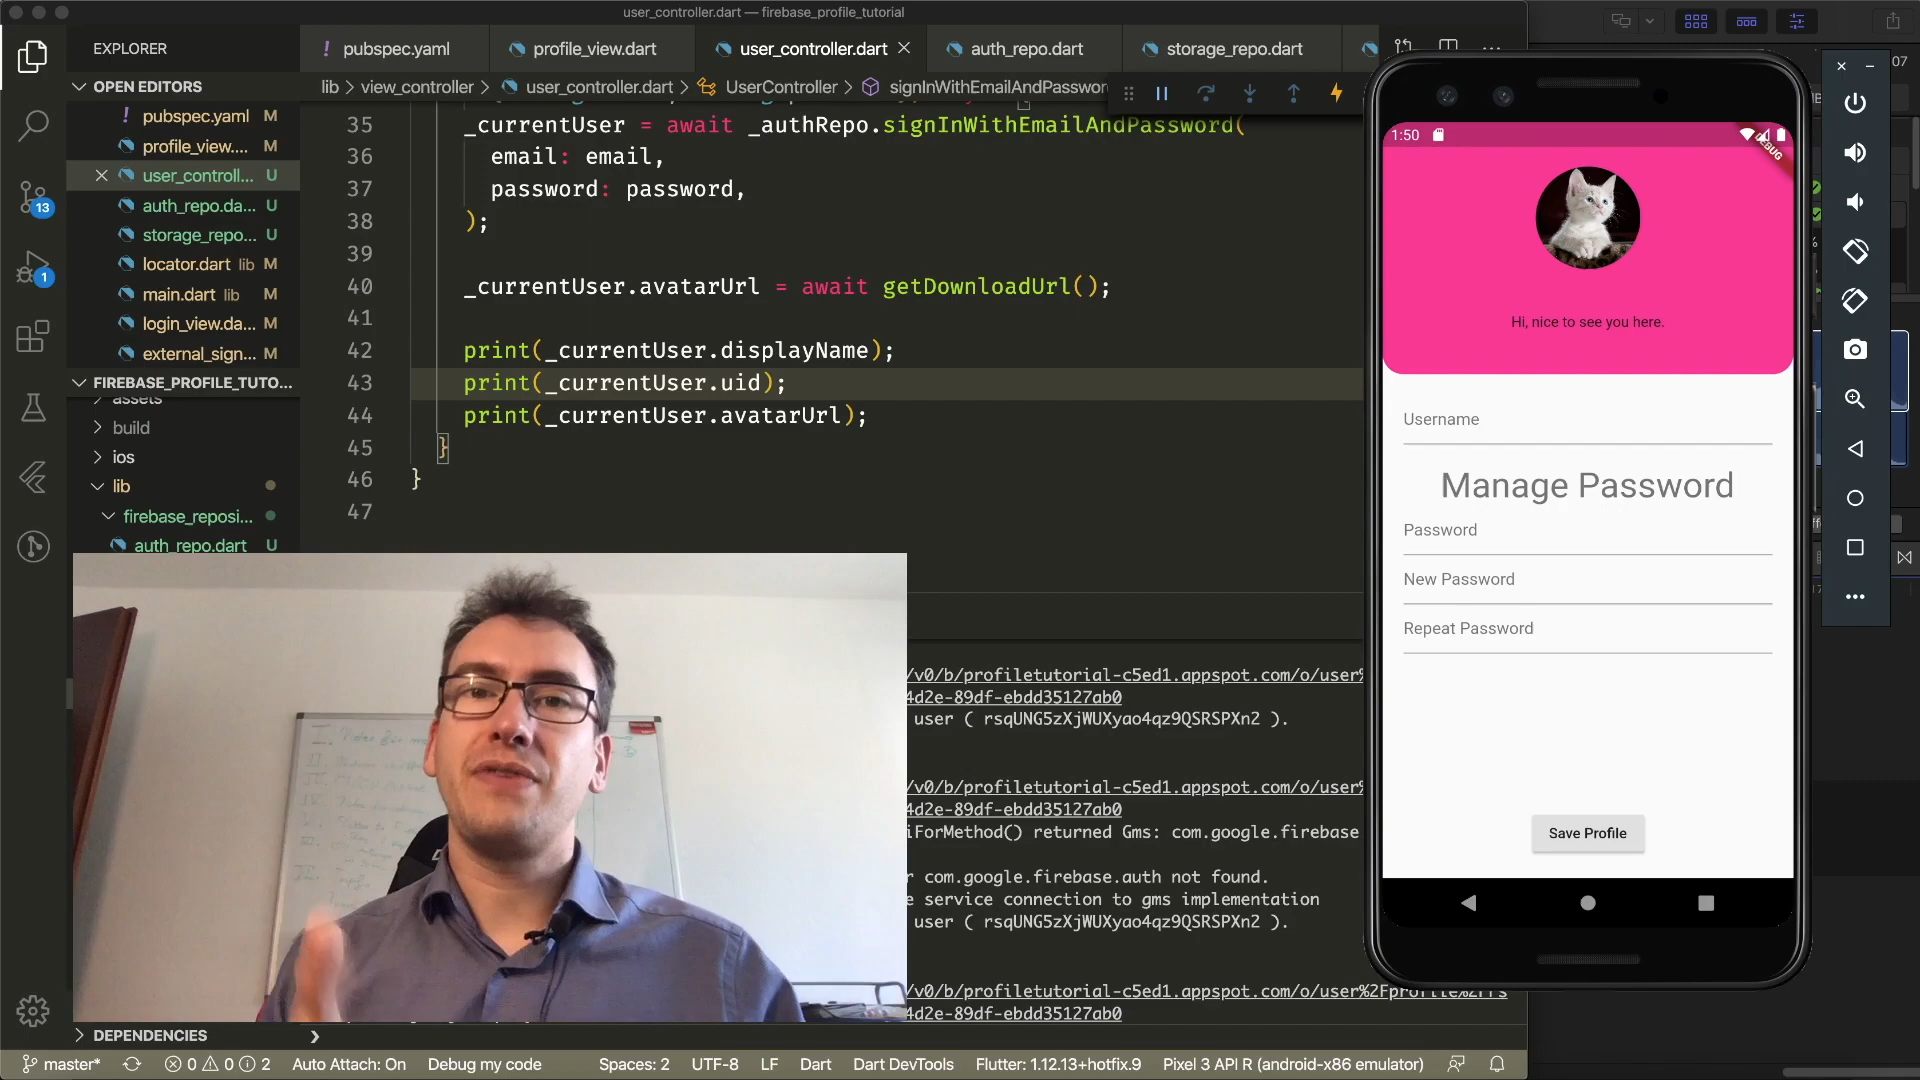 user_controller.dart — firebase_profile_tutorial
EXPLORER
! pubspec.yaml
profile_view.dart
user_controller.dart
auth_repo.dart
storage_repo.dart
07
OPEN EDITORS
lib > view_controller > user_controller.dart > UserController > signInWithEmailAndPasswor
! pubspec.yaml M
profile_view.... M
user_controll... U
auth_repo.da... U
storage_repo... U
locator.dart lib M
main.dart lib M
login_view.da... M
external_sign... M
FIREBASE_PROFILE_TUTO...
assets
build
ios
lib
firebase_reposi...
auth_repo.dart U
13
1
35 _currentUser = await _authRepo.signInWithEmailAndPassword(
36 email: email,
37 password: password,
38 );
39
40 _currentUser.avatarUrl = await getDownloadUrl();
41
42 print(_currentUser.displayName);
43 print(_currentUser.uid);
44 print(_currentUser.avatarUrl);
45 }
46 }
47
/v0/b/profiletutorial-c5ed1.appspot.com/o/user%
4d2e-89df-ebdd35127ab0
user ( rsqUNG5zXjWUXyao4qz9QSRSPXn2 ).
/v0/b/profiletutorial-c5ed1.appspot.com/o/user%
4d2e-89df-ebdd35127ab0
iForMethod() returned Gms: com.google.firebase
r com.google.firebase.auth not found.
e service connection to gms implementation
user ( rsqUNG5zXjWUXyao4qz9QSRSPXn2 ).
/v0/b/profiletutorial-c5ed1.appspot.com/o/user%2Fprofile%2Frs
4d2e-89df-ebdd35127ab0
1:50
DEBUG
Hi, nice to see you here.
Username
Manage Password
Password
New Password
Repeat Password
Save Profile
DEPENDENCIES
master* 0 0 2 Auto Attach: On Debug my code Spaces: 2 UTF-8 LF Dart Dart DevTools Flutter: 1.12.13+hotfix.9 Pixel 3 API R (android-x86 emulator)